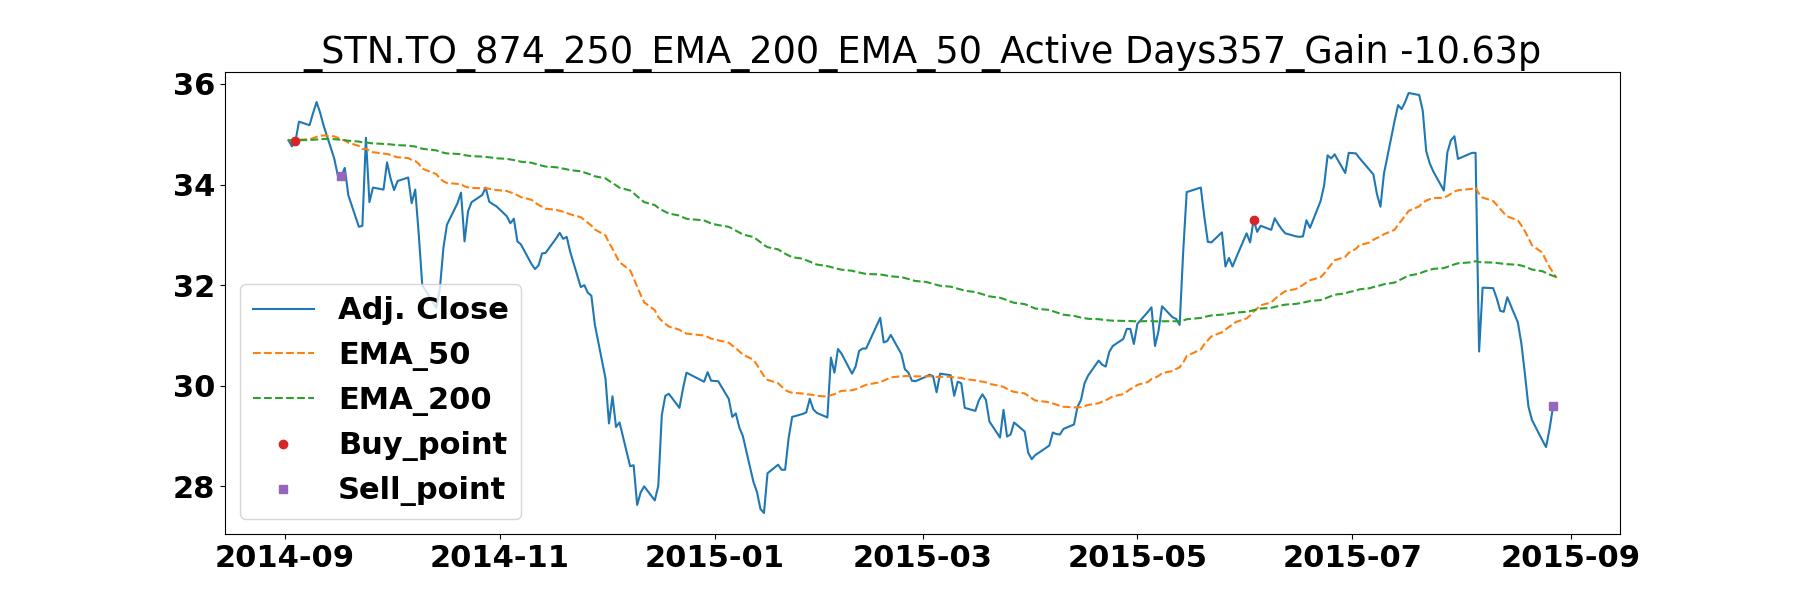 _STN.TO_874_250_EMA_200_EMA_50_Active Days357_Gain -10.63p
36
34
32
30
28
Adj. Close
EMA_50
EMA_200
Buy_point
Sell_point
2014-09 2014-11 2015-01 2015-03 2015-05 2015-07 2015-09